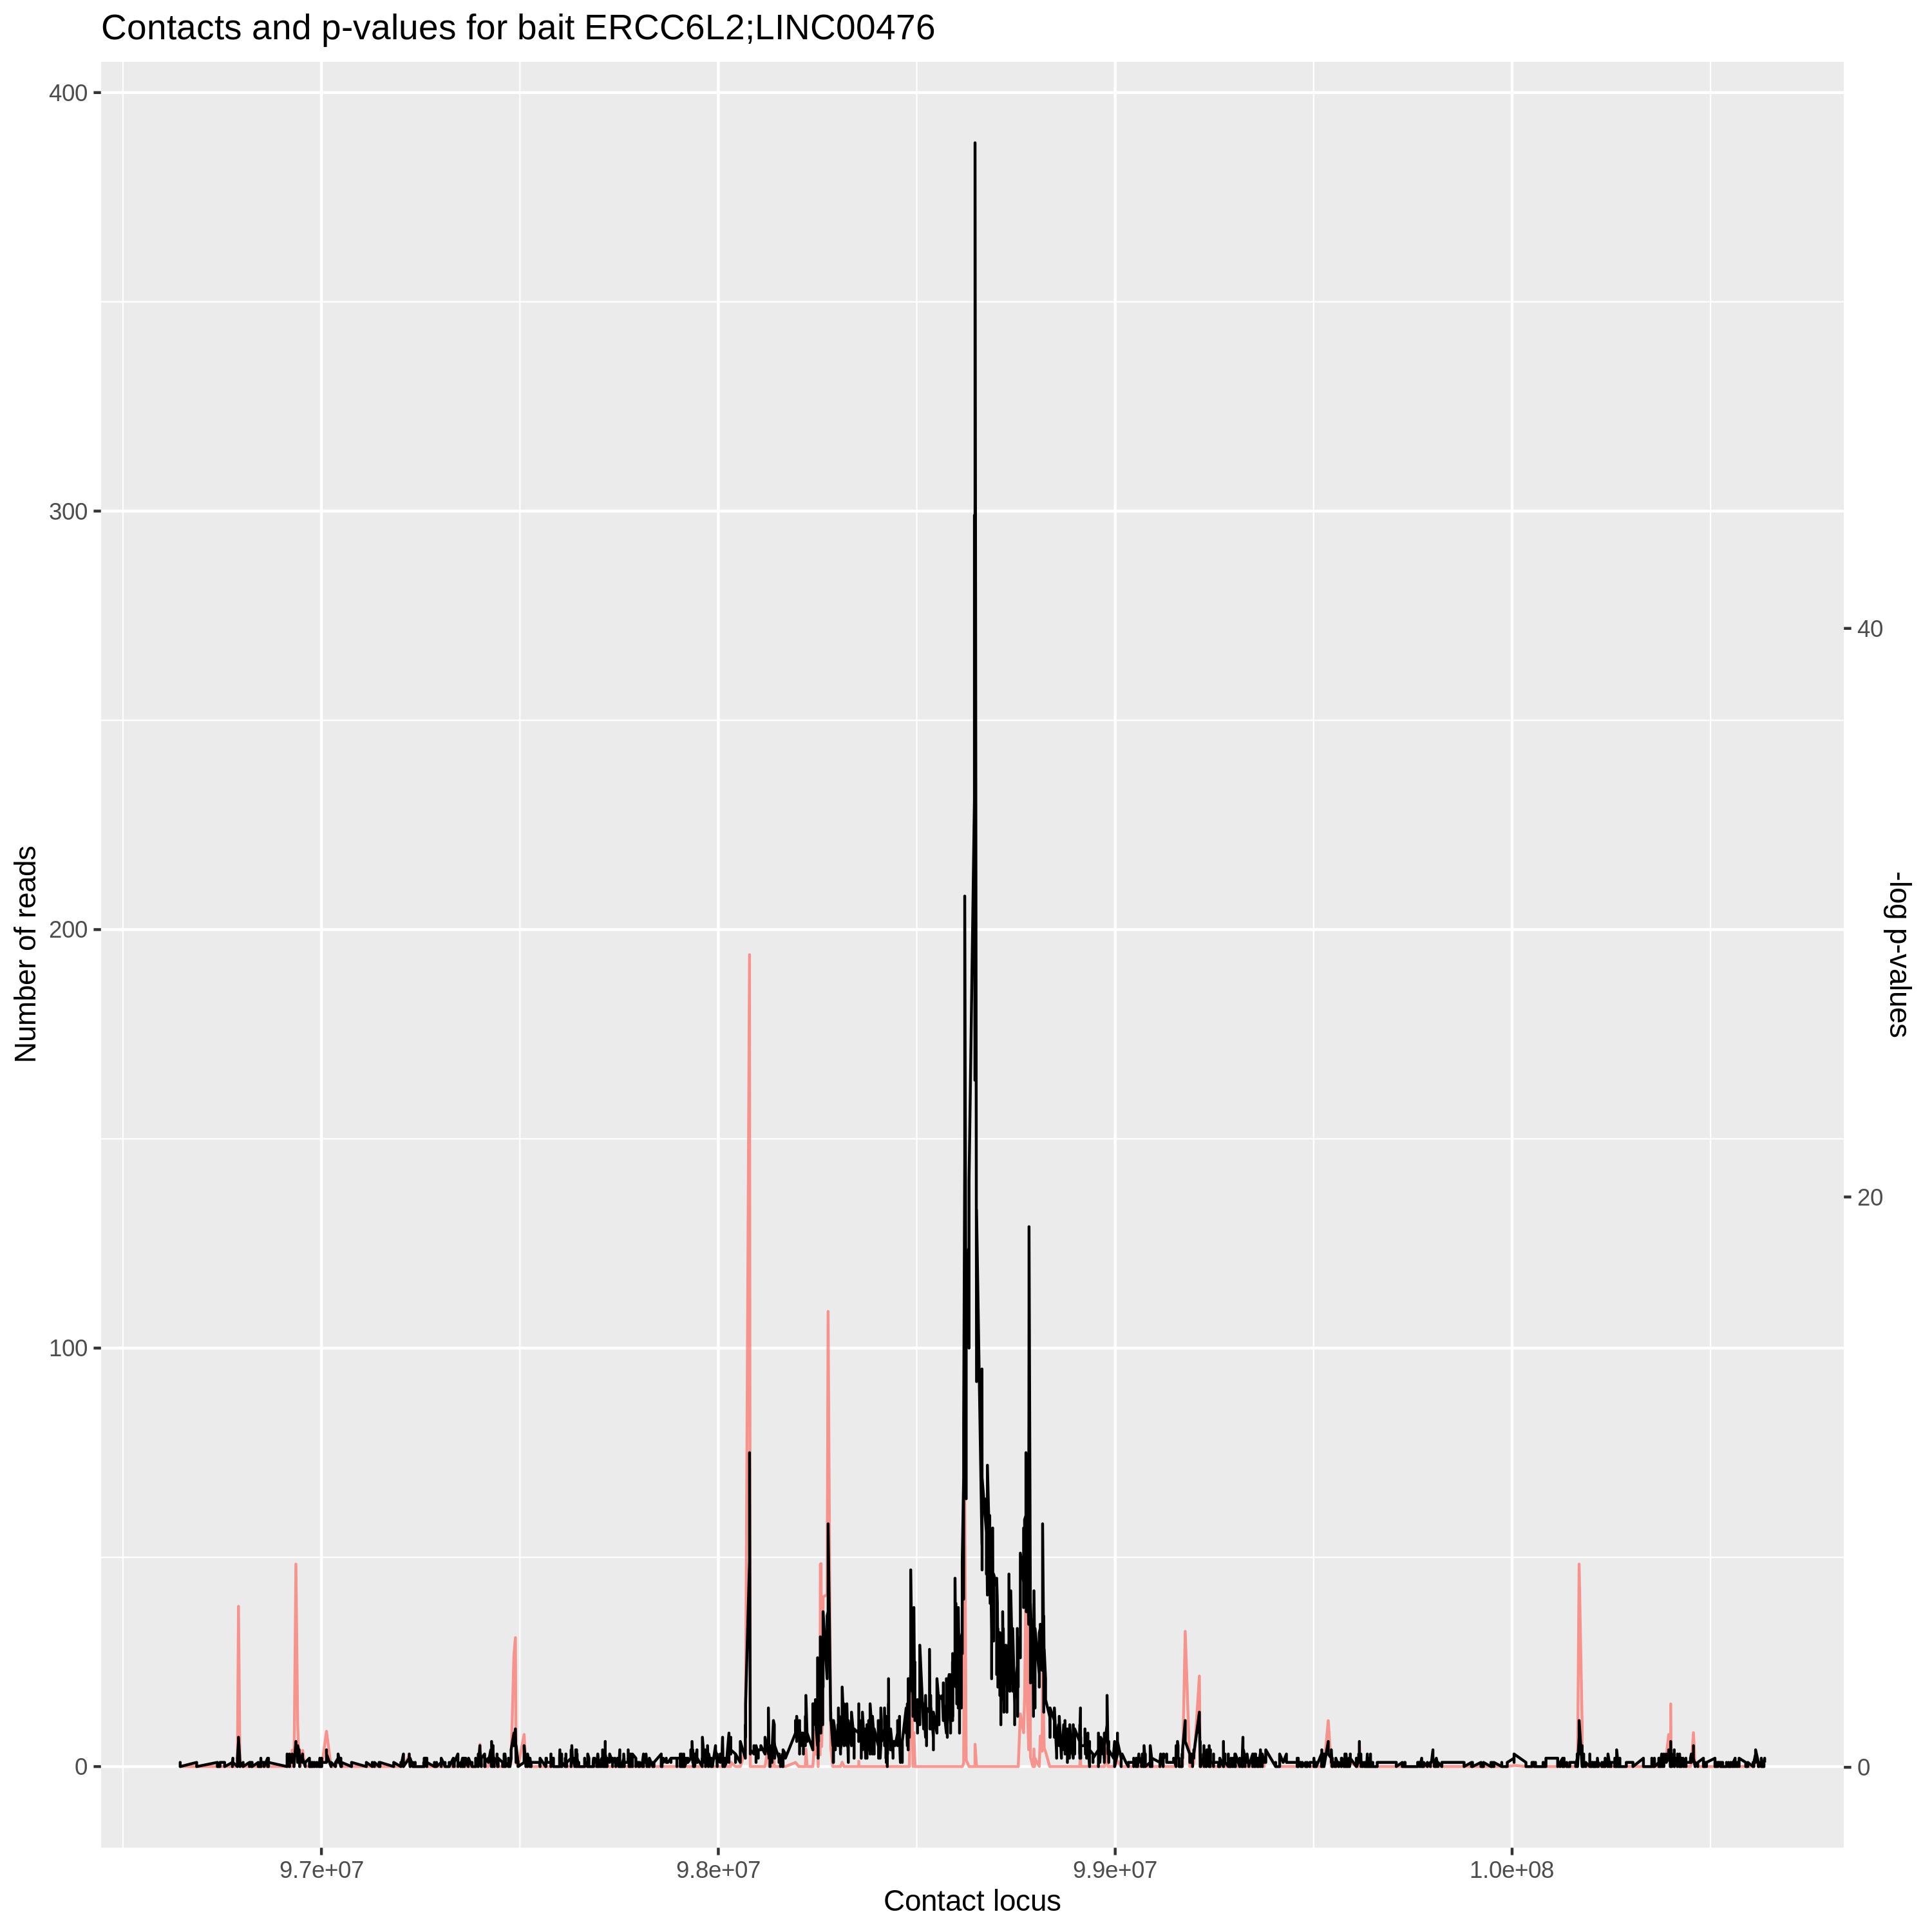 Contacts and p-values for bait ERCC6L2;LINC00476
400
300
200
100
0
Number of reads
40
20
0
-log p-values
9.7e+07
9.8e+07
9.9e+07
1.0e+08
Contact locus